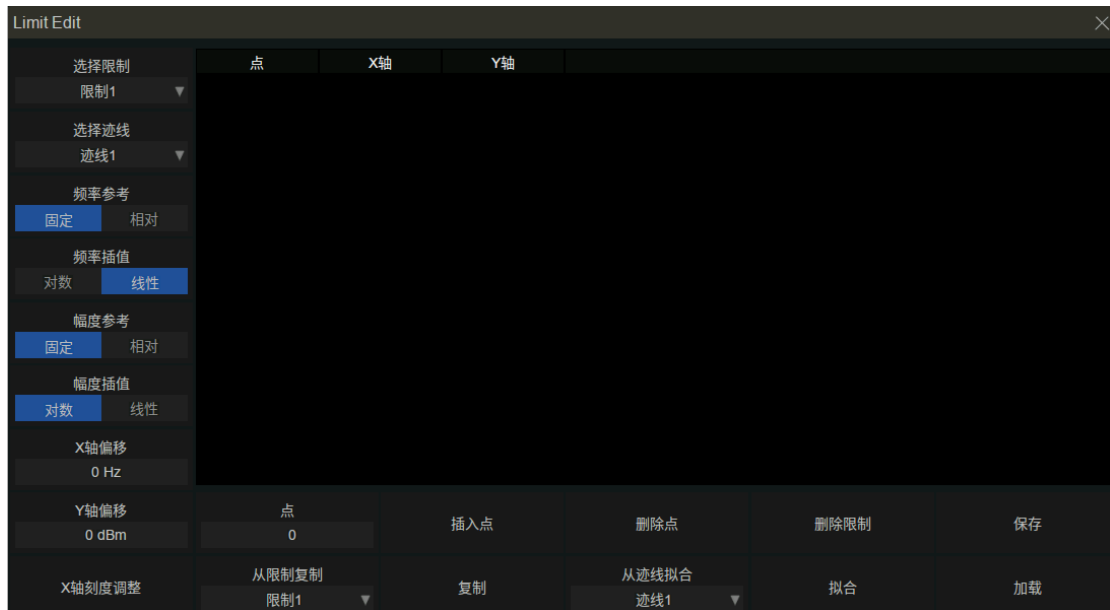 Limit Edit
选择限制
限制1
选择迹线
迹线1
频率参考
固定 相对
频率插值
对数 线性
幅度参考
固定 相对
幅度插值
对数 线性
X轴偏移
0 Hz
Y轴偏移
0 dBm
X轴刻度调整
点 X轴 Y轴
点
0
插入点
删除点
删除限制
保存
从限制复制
限制1
复制
从迹线拟合
迹线1
拟合
加载